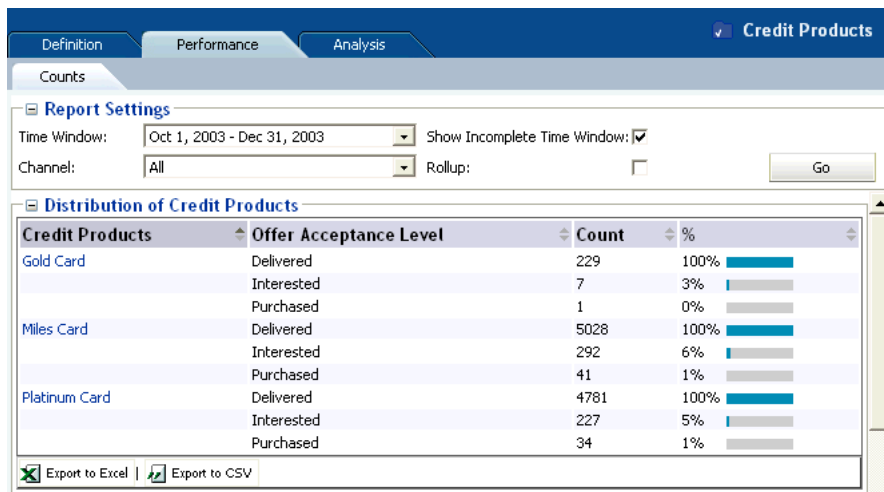 Credit Products
Definition Performance Analysis
Counts
Report Settings
Time Window: Oct 1, 2003 - Dec 31, 2003 Show Incomplete Time Window:
Channel: All Rollup: Go
Distribution of Credit Products
Credit Products Offer Acceptance Level Count %
Gold Card Delivered 229 100%
Interested 7 3%
Purchased 1 0%
Miles Card Delivered 5028 100%
Interested 292 6%
Purchased 41 1%
Platinum Card Delivered 4781 100%
Interested 227 5%
Purchased 34 1%
Export to Excel | Export to CSV